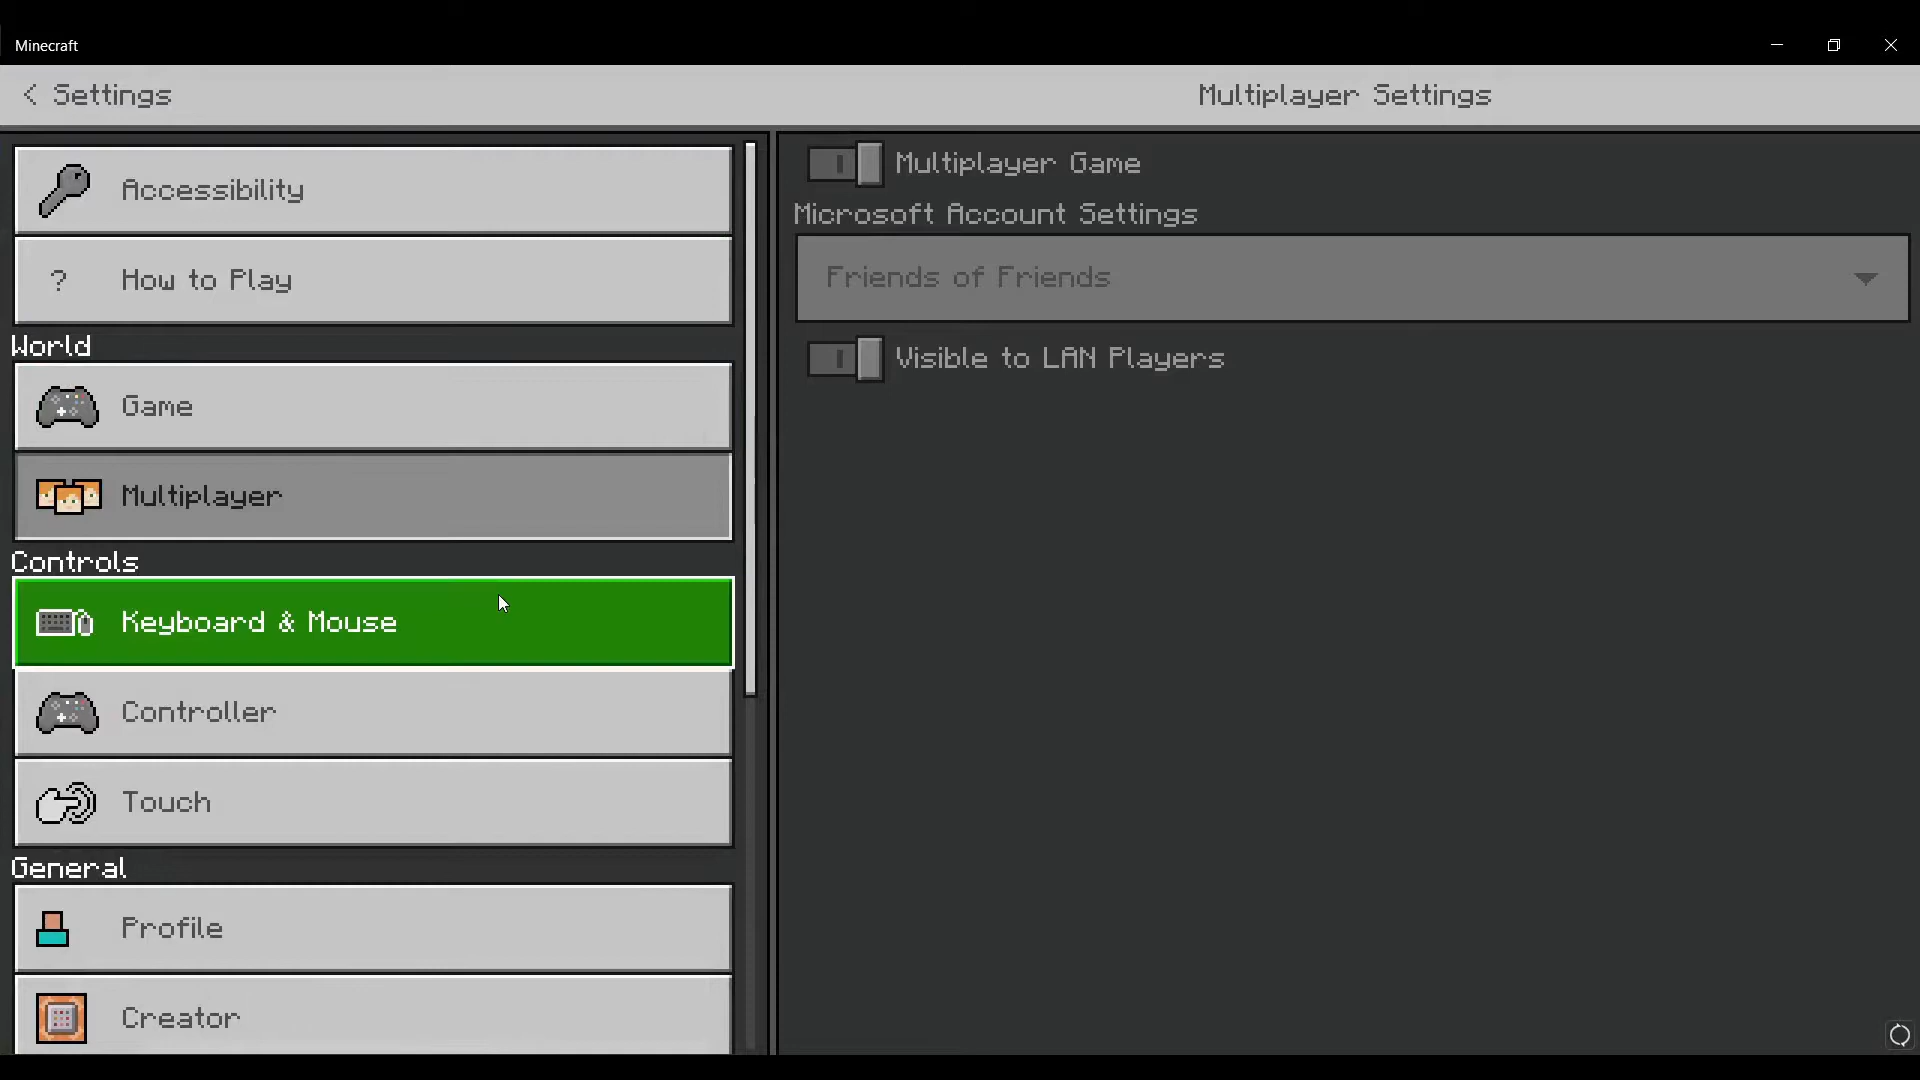 Minecraft
< Settings
Multiplayer Settings
Accessibility
? How to Play
World
Game
Multiplayer
Controls
Keyboard & Mouse
Controller
Touch
General
Profile
Creator
Multiplayer Game
Microsoft Account Settings
Friends of Friends
Visible to LAN Players